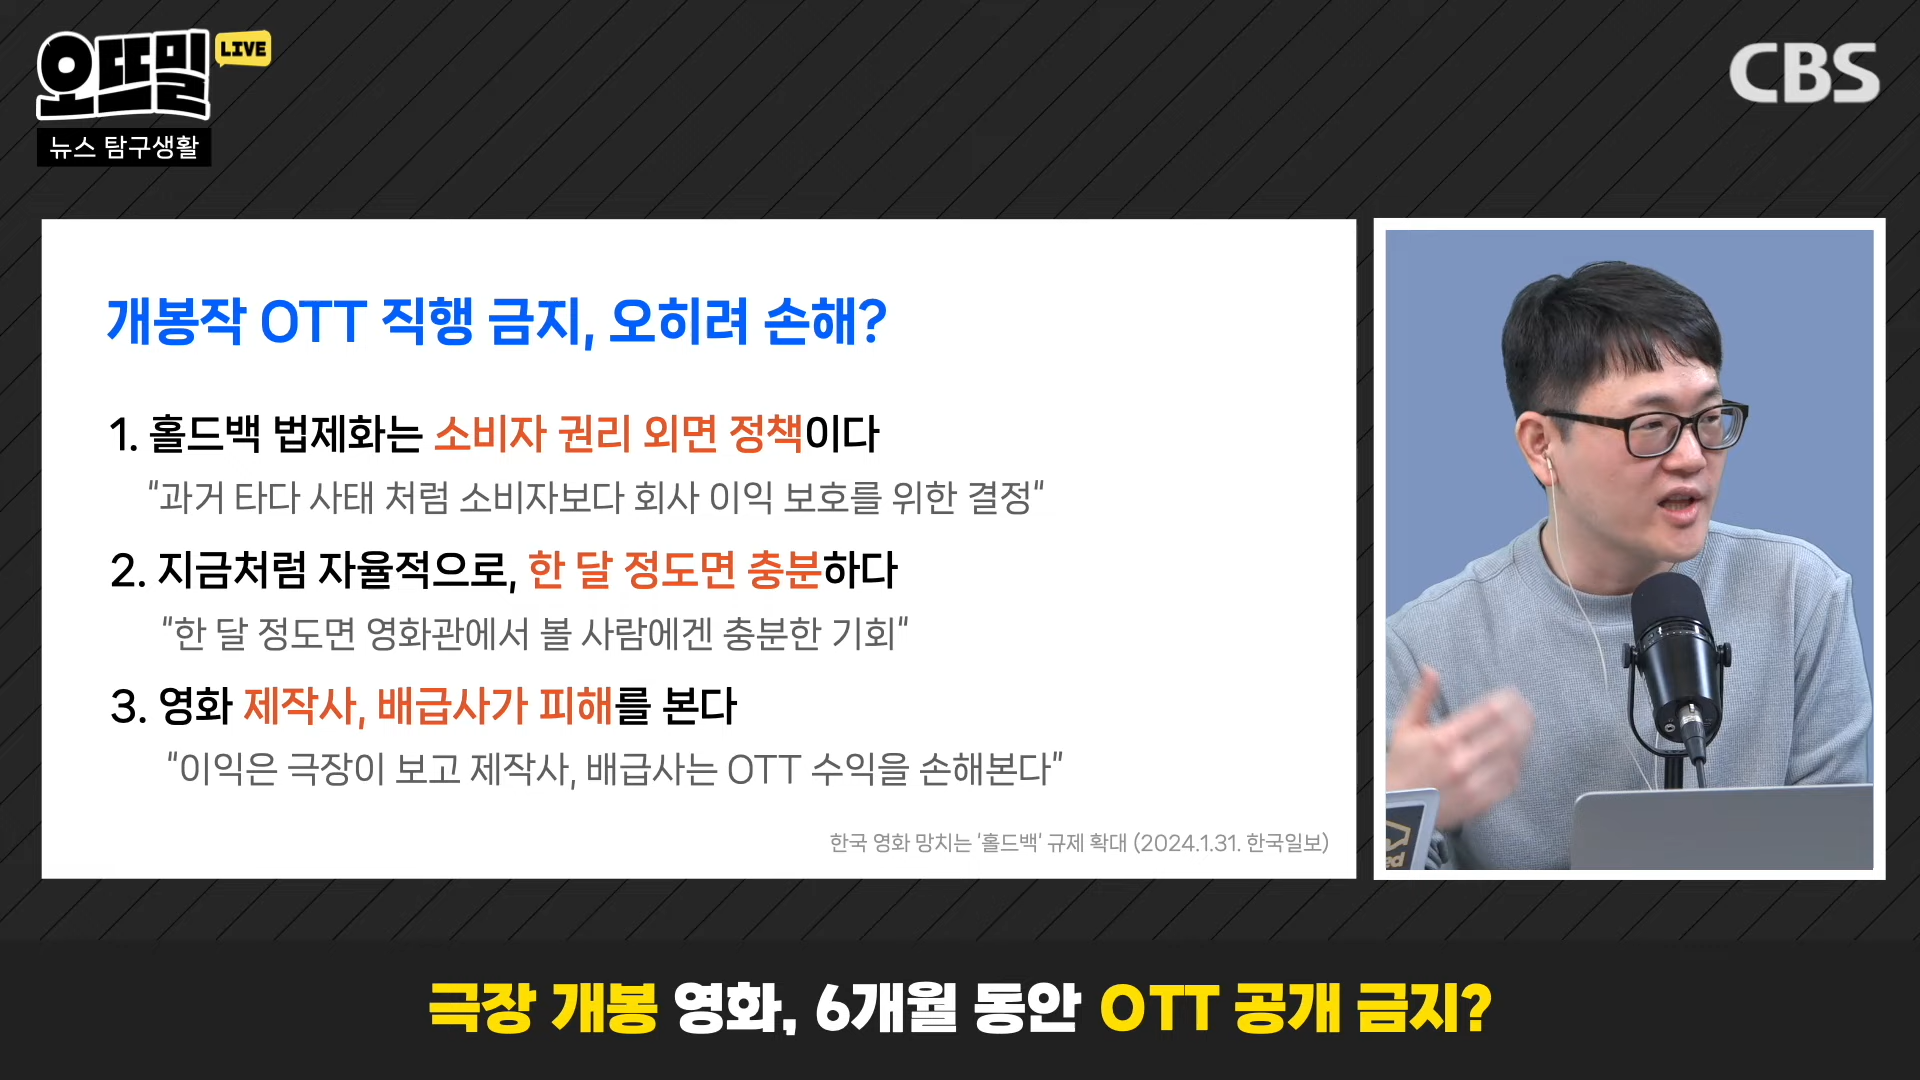 오뜨밀 LIVE
뉴스 탐구생활
CBS
개봉작 OTT 직행 금지, 오히려 손해?
1. 홀드백 법제화는 소비자 권리 외면 정책이다
"과거 타다 사태 처럼 소비자보다 회사 이익 보호를 위한 결정"
2. 지금처럼 자율적으로, 한 달 정도면 충분하다
"한 달 정도면 영화관에서 볼 사람에겐 충분한 기회"
3. 영화 제작사, 배급사가 피해를 본다
"이익은 극장이 보고 제작사, 배급사는 OTT 수익을 손해본다"
한국 영화 망치는 '홀드백' 규제 확대 (2024.1.31. 한국일보)
극장 개봉 영화, 6개월 동안 OTT 공개 금지?